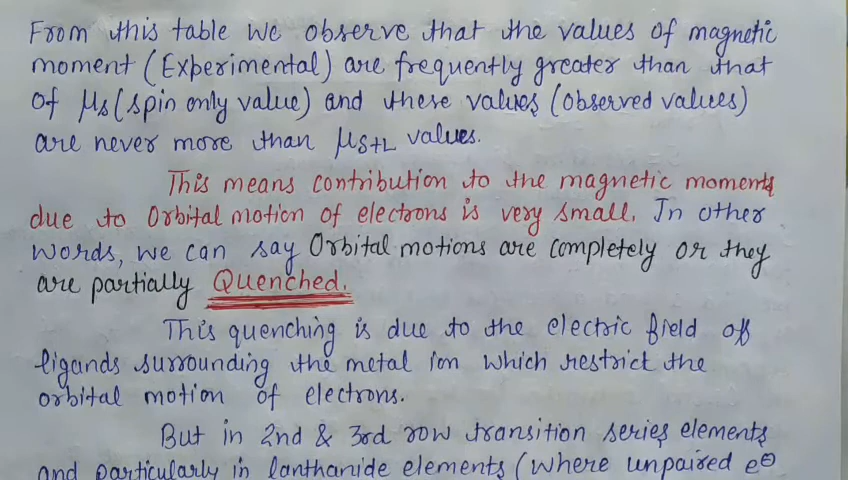 From this table we observe that the values of magnetic
moment (Experimental) are frequently greater than that
of μs (spin only value) and these values (observed values)
are never more than μS+L values.
This means contribution to the magnetic moments
due to Orbital motion of electrons is very small. In other
words, we can say Orbital motions are completely or they
are partially Quenched.
This quenching is due to the electric field of
ligands surrounding the metal ion which restrict the
orbital motion of electrons.
But in 2nd & 3rd row transition series elements
and particularly in lanthanide elements (where unpaired e⊖